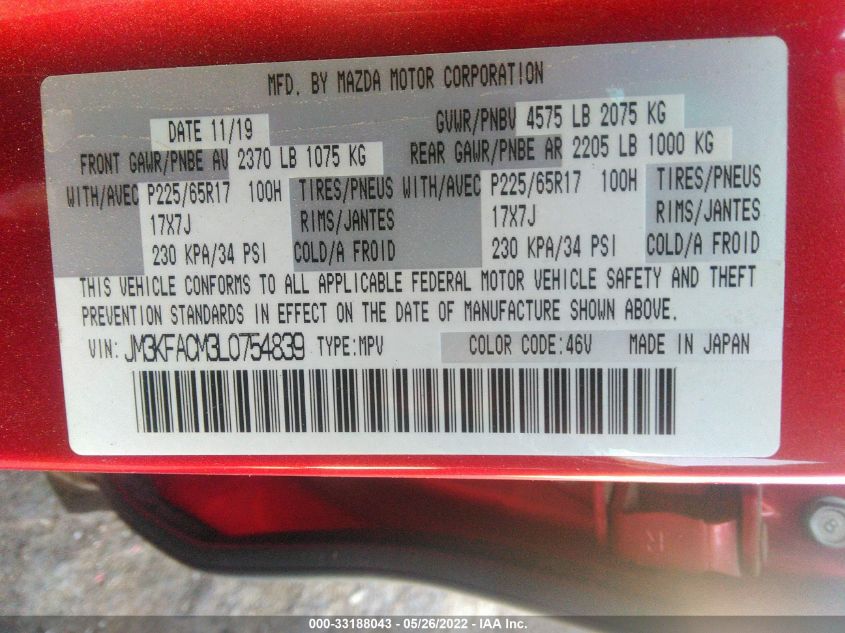 MFD. BY MAZDA MOTOR CORPORATION
DATE 11/19 GVWR/PNBV 4575 LB 2075 KG
FRONT GAWR/PNBE AV 2370 LB 1075 KG REAR GAWR/PNBE AR 2205 LB 1000 KG
WITH/AVEC P225/65R17 100H TIRES/PNEUS WITH/AVEC P225/65R17 100H TIRES/PNEUS
17X7J RIMS/JANTES 17X7J RIMS/JANTES
230 KPA/34 PSI COLD/A FROID 230 KPA/34 PSI COLD/A FROID
THIS VEHICLE CONFORMS TO ALL APPLICABLE FEDERAL MOTOR VEHICLE SAFETY AND THEFT
PREVENTION STANDARDS IN EFFECT ON THE DATE OF MANUFACTURE SHOWN ABOVE.
VIN: JM3KFACM3L0754839 TYPE:MPV COLOR CODE:46V MADE IN JAPAN
000-33188043 — 05/26/2022 — IAA Inc.